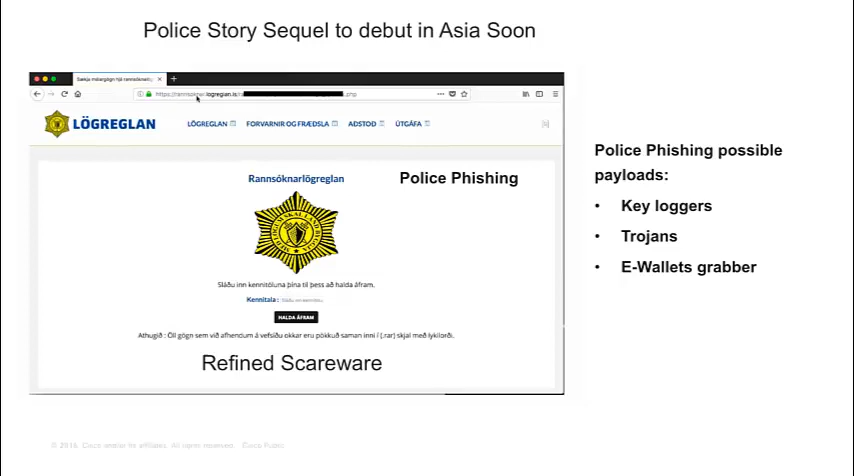 Police Story Sequel to debut in Asia Soon
LÖGREGLAN
LÖGREGLAN
FORVARNIR OG FRÆÐSLA
AÐSTOÐ
ÚTGÁFA
Rannsóknarlögreglan
Police Phishing
Sláðu inn kennitöluna þína til þess að halda áfram.
Kennitala :
HALDA ÁFRAM
Athugið : Öll gögn sem við afhendum á vefsíðu okkar eru pökkuð saman inni í [.rar] skjal með lykilorði.
Refined Scareware
Police Phishing possible
payloads:
• Key loggers
• Trojans
• E-Wallets grabber